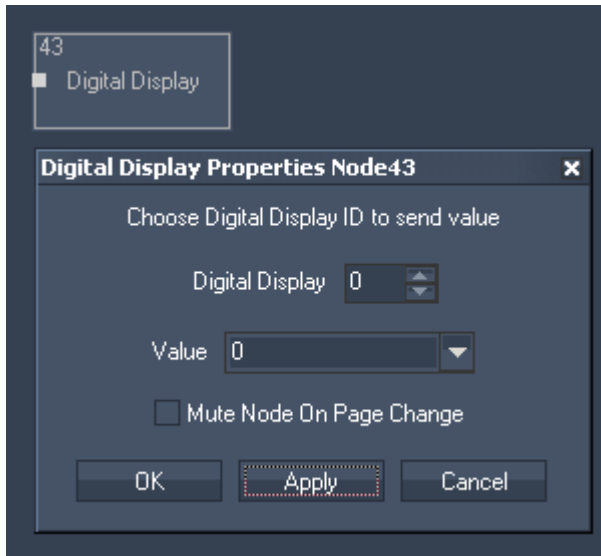 43
Digital Display
Digital Display Properties Node43
Choose Digital Display ID to send value
Digital Display 0
Value 0
Mute Node On Page Change
OK Apply Cancel